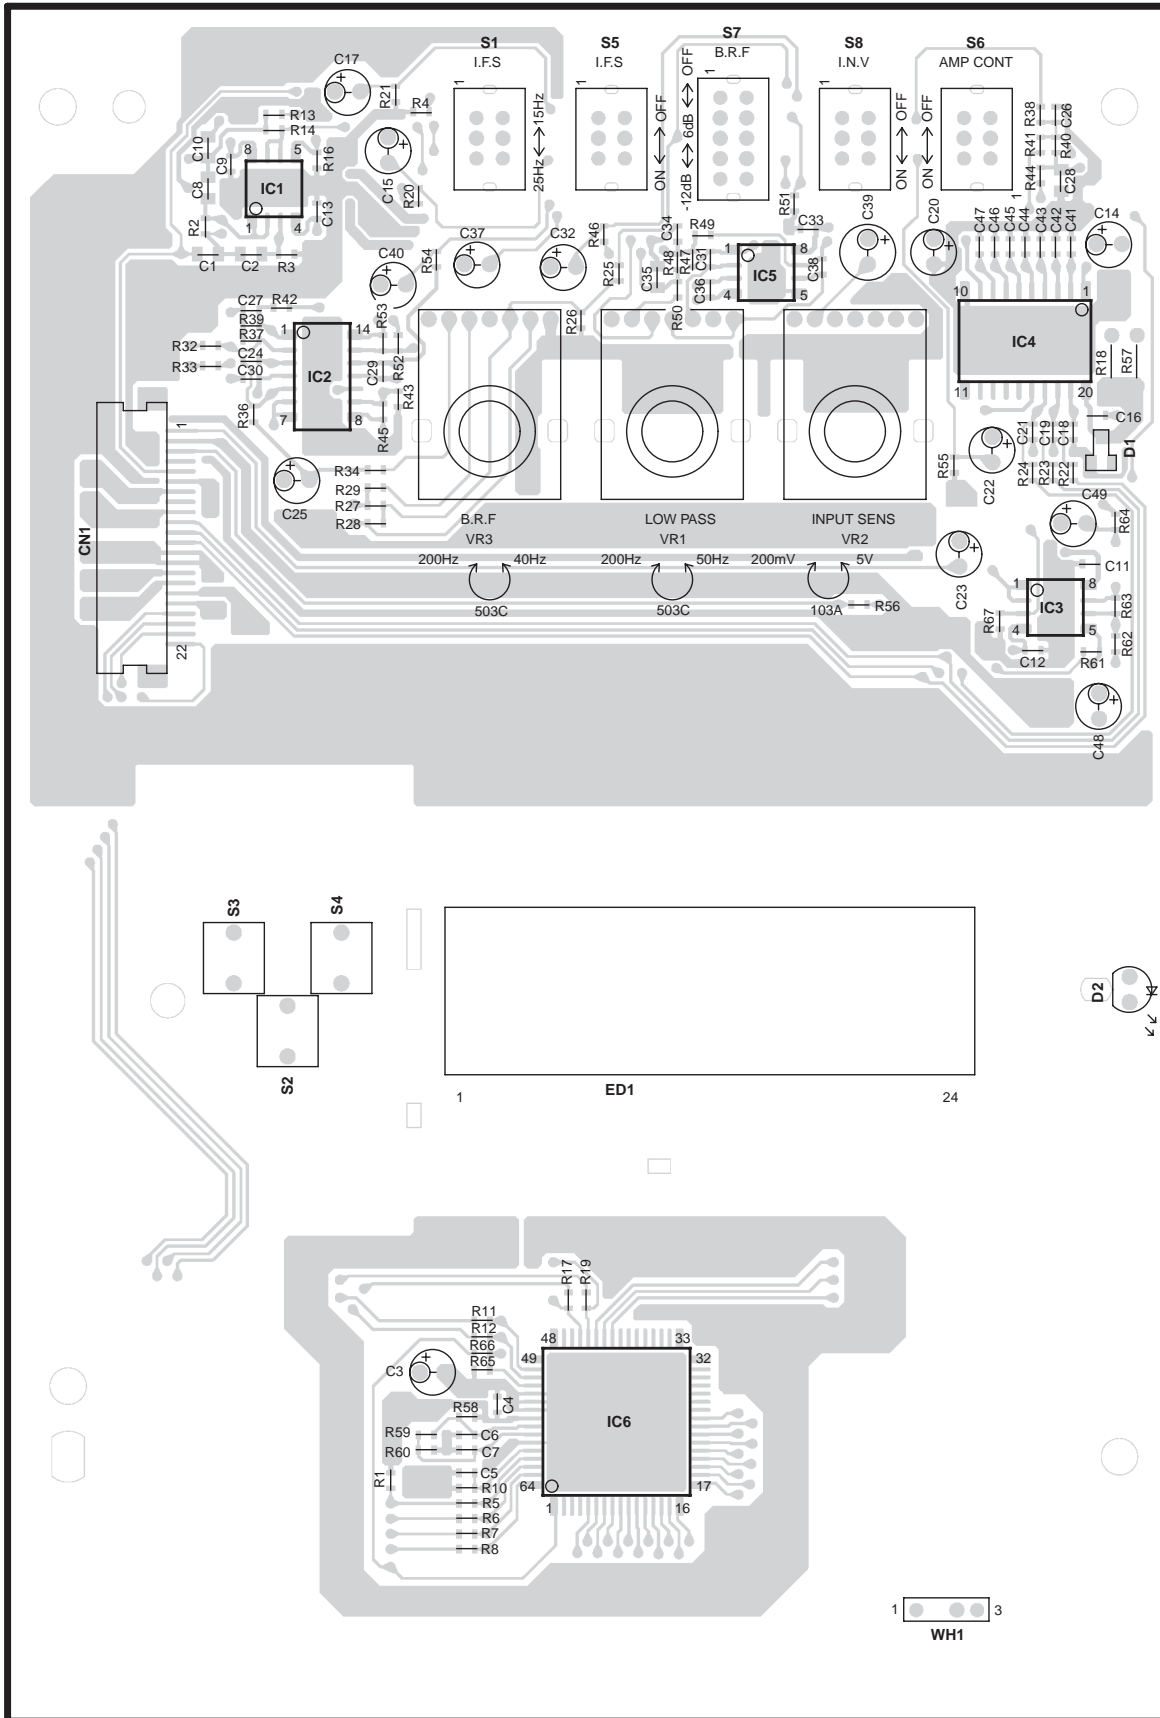 S1
I.F.S
S5
I.F.S
S7
B.R.F
S8
I.N.V
S6
AMP CONT
1
25Hz ↔ 15Hz
1
ON ↔ OFF
1
-12dB ↔ 6dB ↔ OFF
1
ON ↔ OFF
1
ON ↔ OFF
C17
R21
R4
R13
R14
C10
C9
8
5
R16
IC1
C8
1
4
C13
R2
C1
C2
R3
C15
R20
R38
C26
R41
R40
R44
C28
1
C40
R54
C37
C32
R46
R25
C34
R49
R48
R47
C31
C35
C36
R50
R26
R51
C33
1
8
IC5
4
5
C38
C39
C20
C47
C46
C45
C44
C43
C42
C41
C14
10
1
IC4
11
20
R18
R57
C16
D1
C27
R42
R39
R37
R32
C24
R33
C30
R36
1
14
IC2
7
8
R53
R52
C29
R43
R45
CN1
1
22
C25
R34
R29
R27
R28
B.R.F
VR3
200Hz
40Hz
503C
LOW PASS
VR1
200Hz
50Hz
503C
INPUT SENS
VR2
200mV
5V
103A
R56
R55
C22
C21
C19
C18
R24
R23
R22
C49
R64
C23
C11
1
8
IC3
4
5
R67
R63
R62
C12
R61
C48
S3
S4
S2
ED1
1
24
D2
R17
R19
R11
R12
R66
R65
C3
C4
R58
R59
C6
R60
C7
R1
C5
R10
R5
R6
R7
R8
48
33
49
32
IC6
64
17
1
16
1
3
WH1